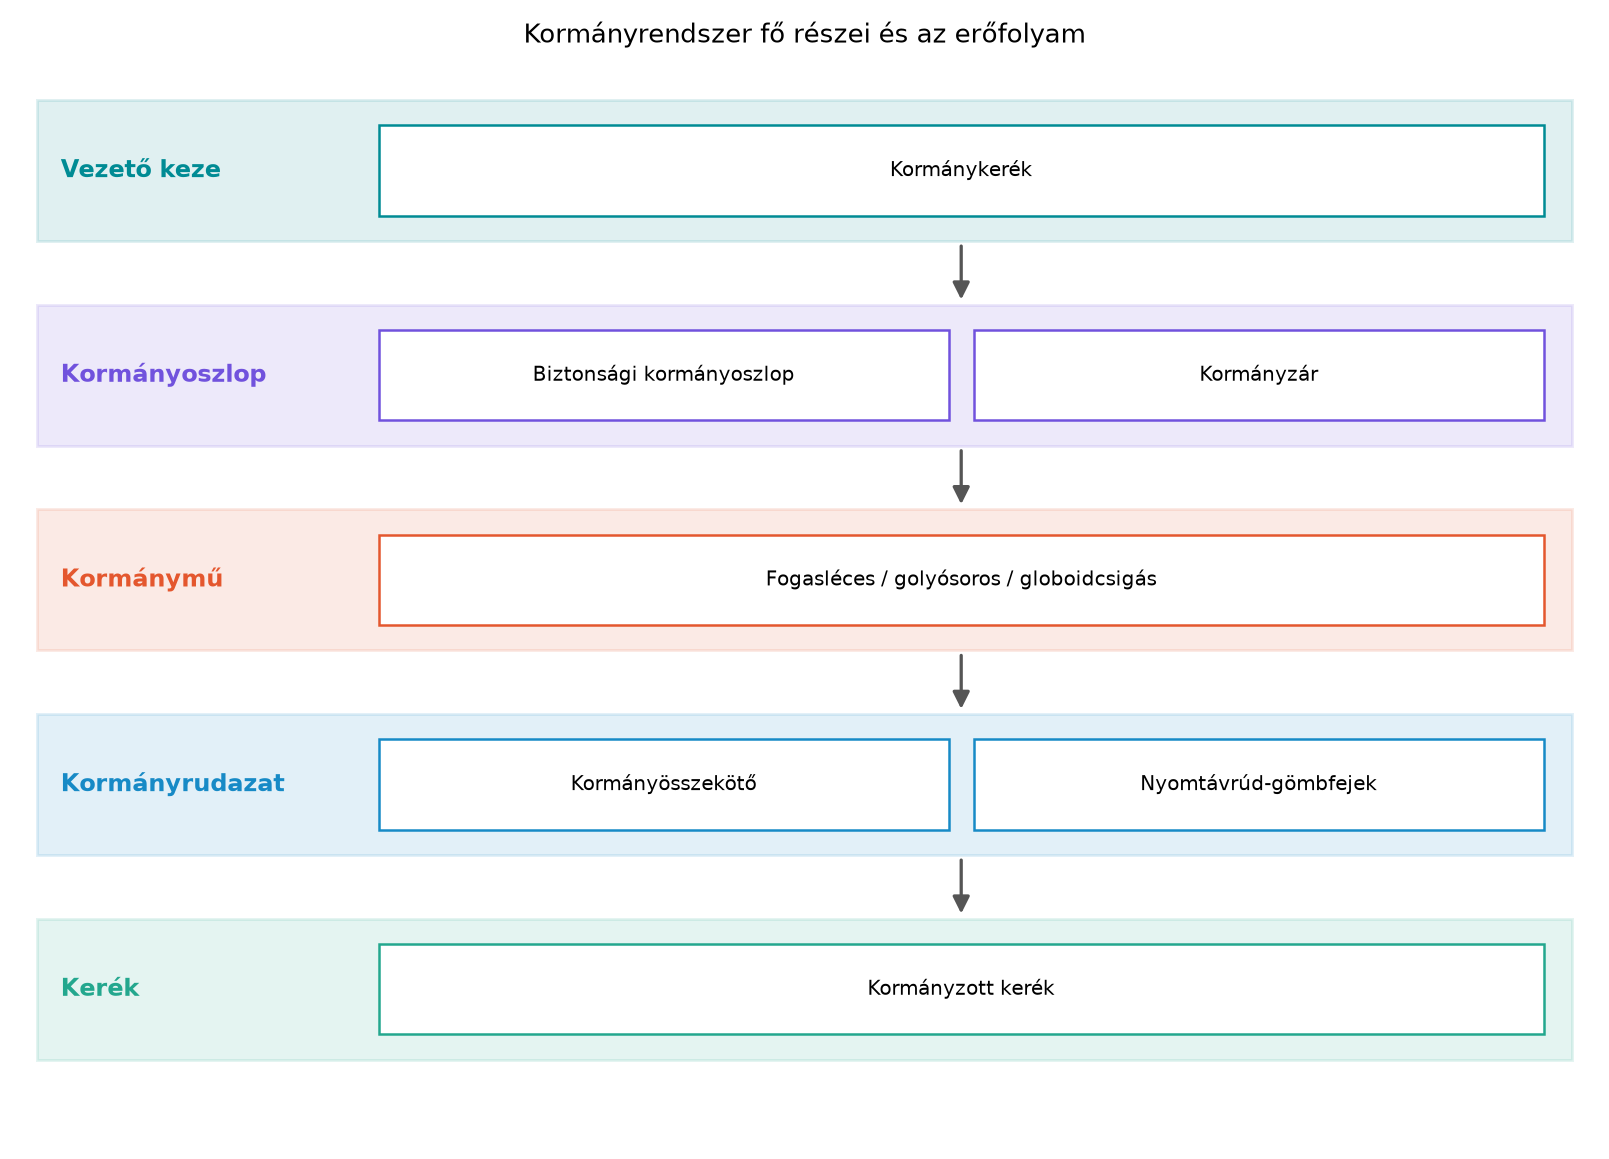 Kormányrendszer fő részei és az erőfolyam
Vezető keze
Kormánykerék
Kormányoszlop
Biztonsági kormányoszlop
Kormányzár
Kormánymű
Fogasléces / golyósoros / globoidcsigás
Kormányrudazat
Kormányösszekötő
Nyomtávrúd-gömbfejek
Kerék
Kormányzott kerék